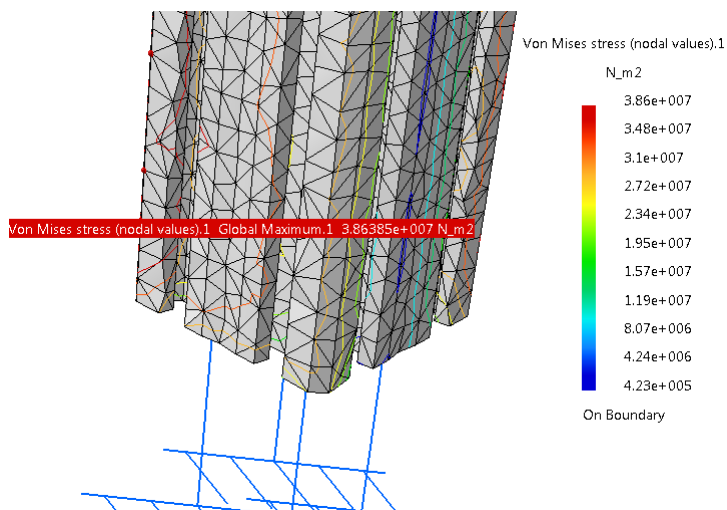 Von Mises stress (nodal values).1
N_m2
3.86e+007
3.48e+007
3.1e+007
2.72e+007
2.34e+007
1.95e+007
1.57e+007
1.19e+007
8.07e+006
4.24e+006
4.23e+005
On Boundary
Von Mises stress (nodal values).1 Global Maximum.1 3.86385e+007 N_m2